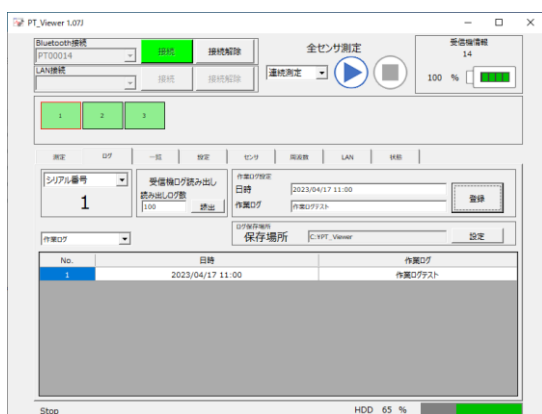 PT_Viewer 1.07J
Bluetooth接続
PT00014
接続
接続解除
LAN接続
接続
接続解除
全センサ測定
連続測定
受信機情報
14
100 %
1 2 3
測定 ログ 一覧 設定 センサ 周波数 LAN 状態
シリアル番号
1
受信機ログ読み出し
読み出しログ数
100
読出
作業ログ設定
日時 2023/04/17 11:00
作業ログ 作業ログテスト
登録
作業ログ
ログ保存場所
保存場所 C:¥PT_Viewer
設定
No. 日時 作業ログ
1 2023/04/17 11:00 作業ログテスト
Stop HDD 65 %